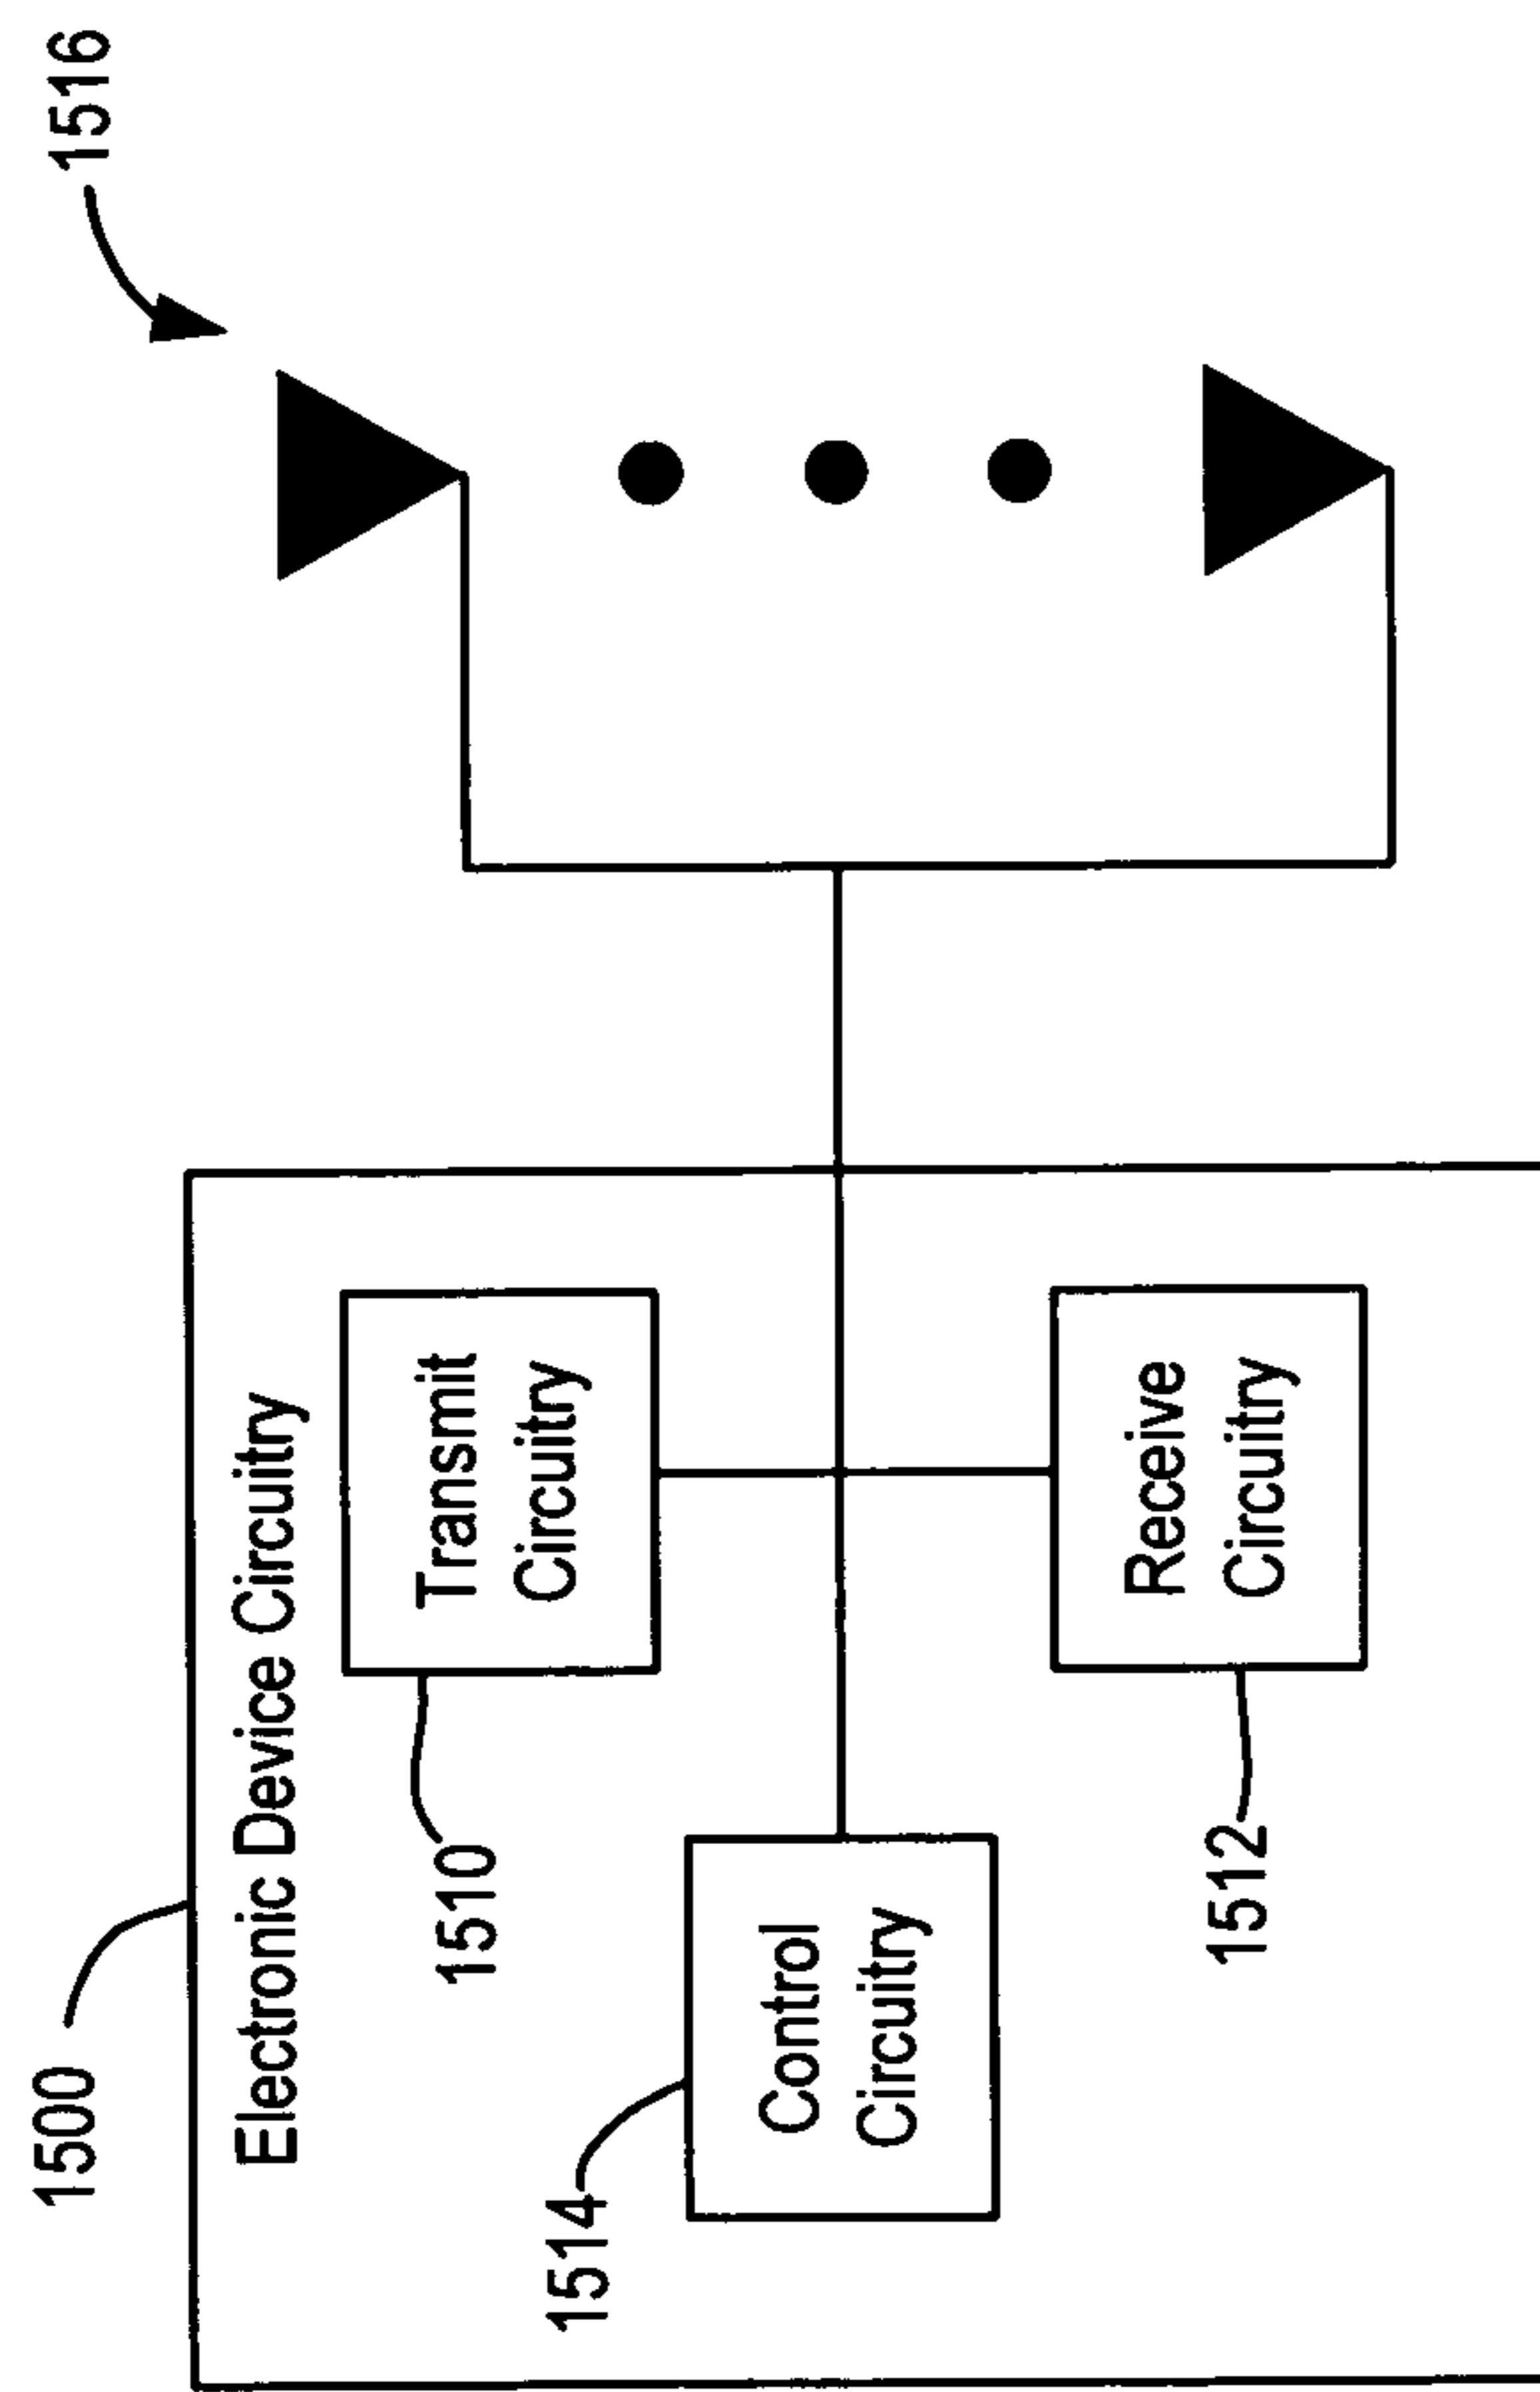 1500
Electronic Device Circuitry
1516
1510
Transmit
Circuitry
1514
Control
Circuitry
1512
Receive
Circuitry